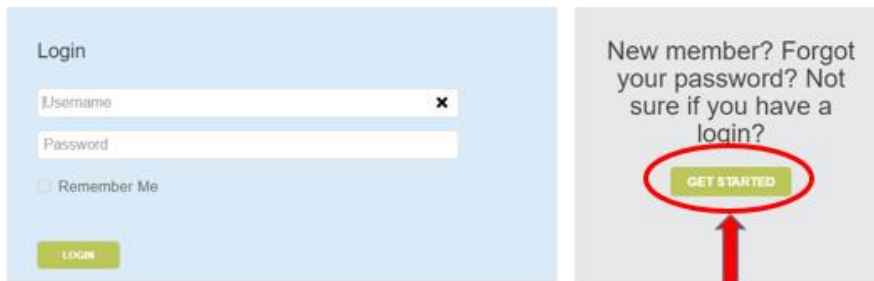 Login
Username
Password
Remember Me
LOGIN
New member? Forgot
your password? Not
sure if you have a
login?
GET STARTED